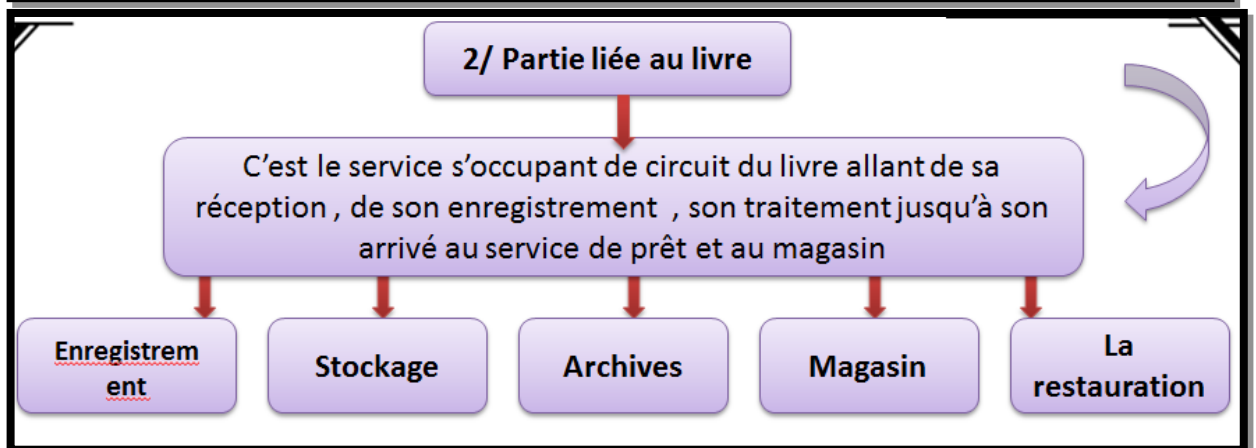 2/ Partie liée au livre
C’est le service s’occupant de circuit du livre allant de sa
réception , de son enregistrement , son traitement jusqu’à son
arrivé au service de prêt et au magasin
Enregistrem
ent
Stockage
Archives
Magasin
La
restauration